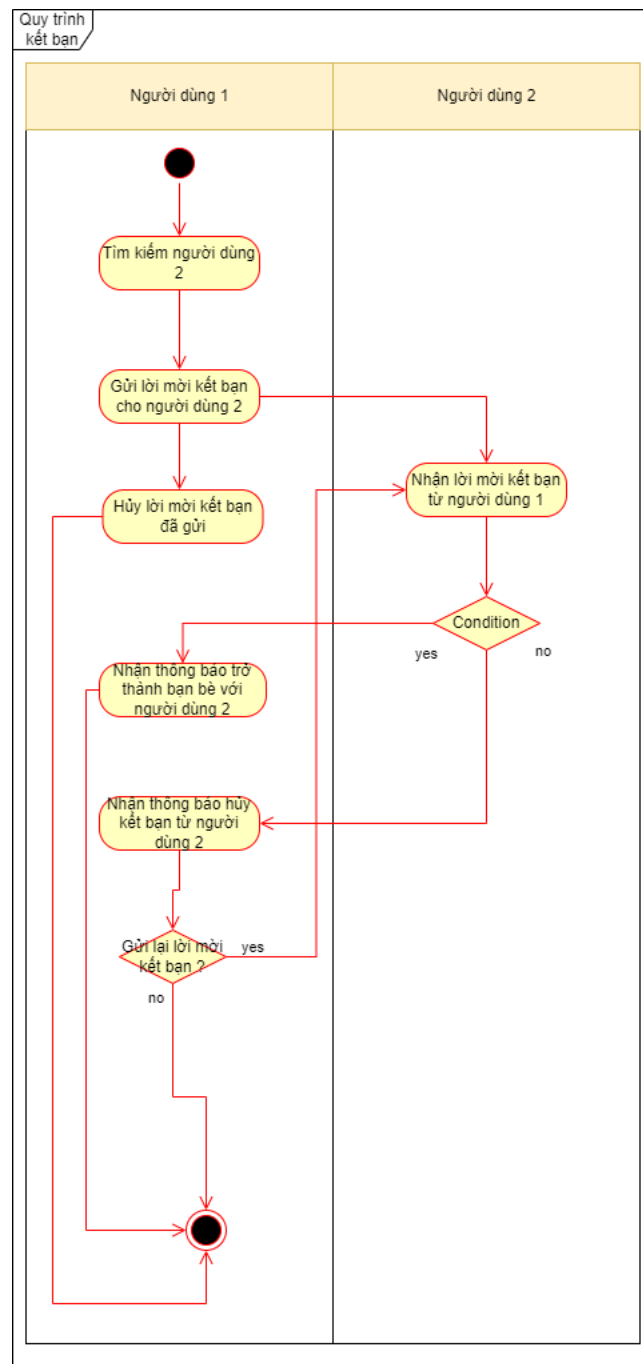 Quy trình
kết bạn
Người dùng 1
Người dùng 2
Tìm kiếm người dùng
2
Gửi lời mời kết bạn
cho người dùng 2
Nhận lời mời kết bạn
từ người dùng 1
Hủy lời mời kết bạn
đã gửi
Condition
yes
no
Nhận thông báo trở
thành bạn bè với
người dùng 2
Nhận thông báo hủy
kết bạn từ người
dùng 2
Gửi lại lời mời
kết bạn ?
yes
no